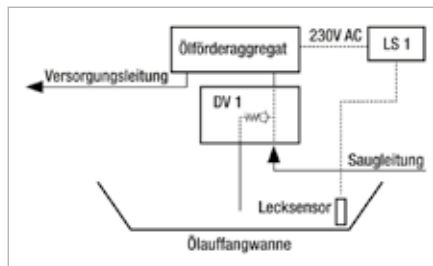 230V AC
Ölförderaggregat
LS 1
Versorgungsleitung
DV 1
Saugleitung
Lecksensor
Ölauffangwanne